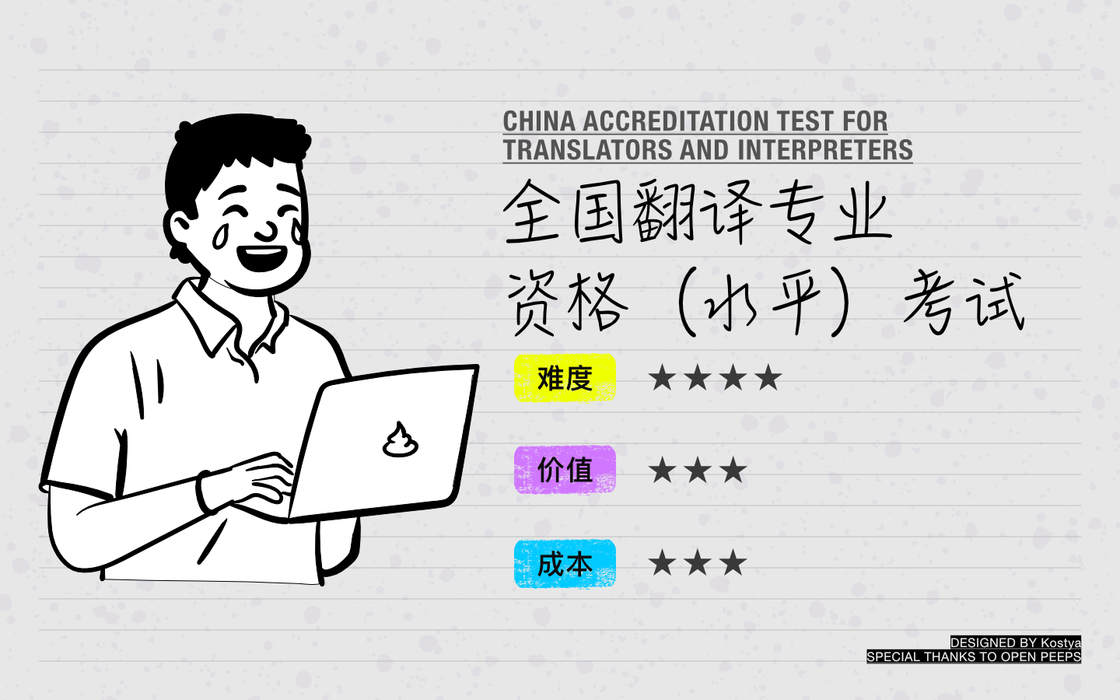 CHINA ACCREDITATION TEST FOR
TRANSLATORS AND INTERPRETERS
全国翻译专业
资格（水平）考试
难度 ★★★★
价值 ★★★
成本 ★★★
DESIGNED BY Kostya
SPECIAL THANKS TO OPEN PEEPS